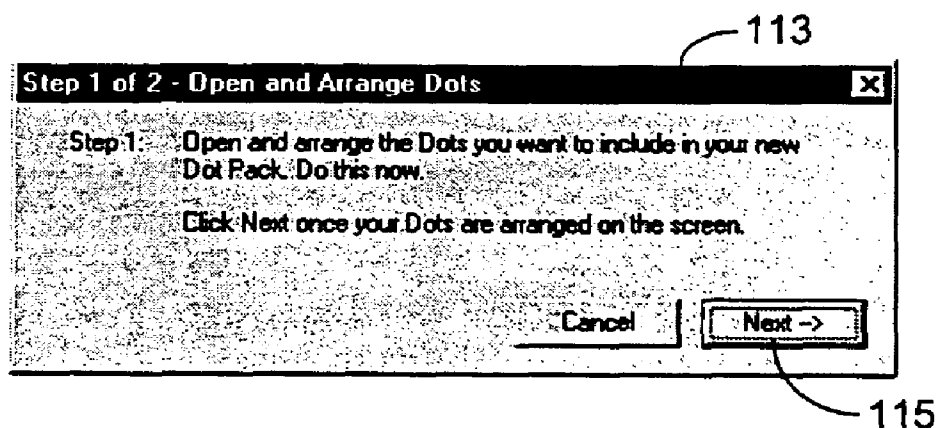 113
Step 1 of 2 - Open and Arrange Dots
Step 1: Open and arrange the Dots you want to include in your new
Dot Pack. Do this now.
Click Next once your Dots are arranged on the screen.
Cancel Next -->
115